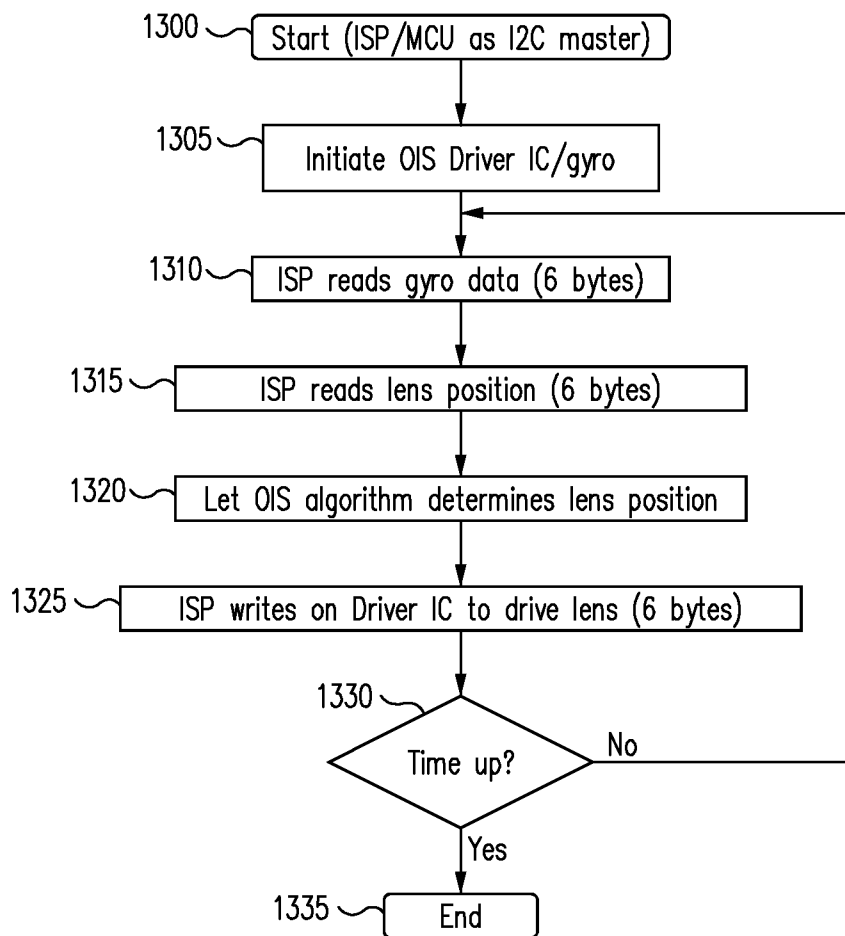 1300
Start (ISP/MCU as I2C master)
1305
Initiate OIS Driver IC/gyro
1310
ISP reads gyro data (6 bytes)
1315
ISP reads lens position (6 bytes)
1320
Let OIS algorithm determines lens position
1325
ISP writes on Driver IC to drive lens (6 bytes)
1330
Time up?
No
Yes
1335
End